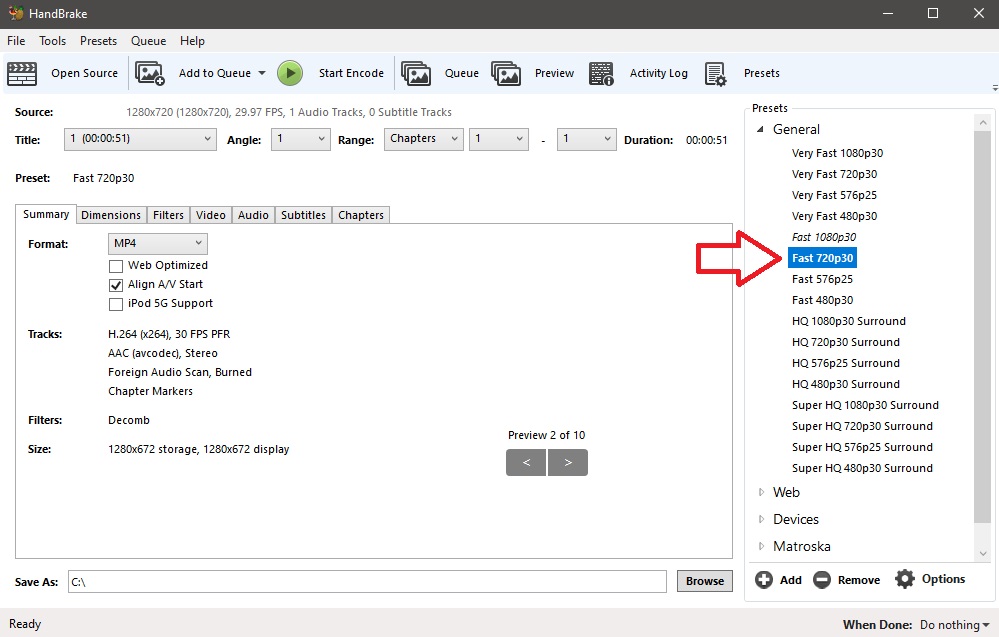 HandBrake
File Tools Presets Queue Help
Open Source Add to Queue Start Encode Queue Preview Activity Log Presets
Source: 1280x720 (1280x720), 29.97 FPS, 1 Audio Tracks, 0 Subtitle Tracks
Title: 1 (00:00:51) Angle: 1 Range: Chapters 1 - 1 Duration: 00:00:51
Preset: Fast 720p30
Summary Dimensions Filters Video Audio Subtitles Chapters
Format: MP4
Web Optimized
Align A/V Start
iPod 5G Support
Tracks: H.264 (x264), 30 FPS PFR
AAC (avcodec), Stereo
Foreign Audio Scan, Burned
Chapter Markers
Filters: Decomb
Size: 1280x672 storage, 1280x672 display
Preview 2 of 10
< >
Save As: C:\ Browse
Presets
General
Very Fast 1080p30
Very Fast 720p30
Very Fast 576p25
Very Fast 480p30
Fast 1080p30
Fast 720p30
Fast 576p25
Fast 480p30
HQ 1080p30 Surround
HQ 720p30 Surround
HQ 576p25 Surround
HQ 480p30 Surround
Super HQ 1080p30 Surround
Super HQ 720p30 Surround
Super HQ 576p25 Surround
Super HQ 480p30 Surround
Web
Devices
Matroska
Add Remove Options
Ready When Done: Do nothing